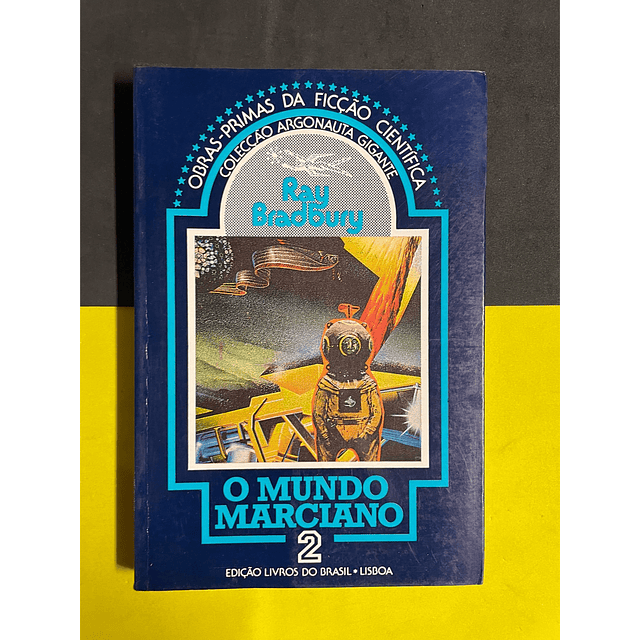 OBRAS-PRIMAS DA FICÇÃO CIENTÍFICA
COLECÇÃO ARGONAUTA GIGANTE
Ray
Bradbury
O MUNDO
MARCIANO
2
EDIÇÃO LIVROS DO BRASIL • LISBOA